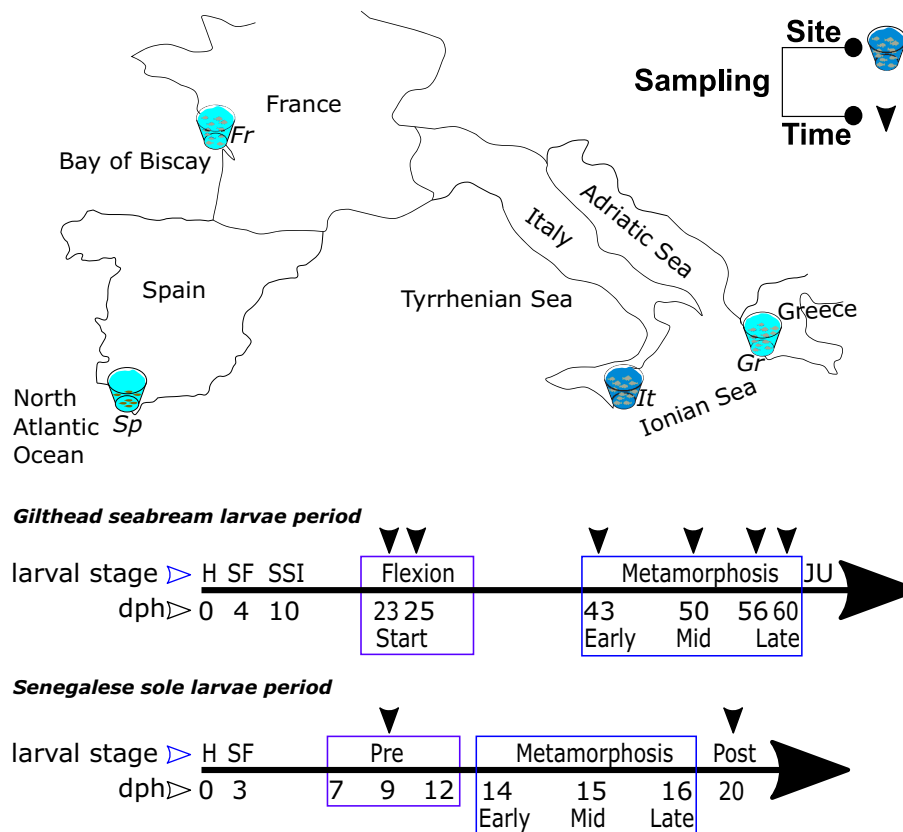 Site
Sampling
Time
France
Fr
Bay of Biscay
Adriatic Sea
Italy
Spain
Tyrrhenian Sea
Greece
Gr
It
Ionian Sea
North
Atlantic
Ocean
Sp
Gilthead seabream larvae period
larval stage H SF SSI Flexion Metamorphosis JU
dph 0 4 10 23 25 43 50 56 60
Start Early Mid Late
Senegalese sole larvae period
larval stage H SF Pre Metamorphosis Post
dph 0 3 7 9 12 14 15 16 20
Early Mid Late